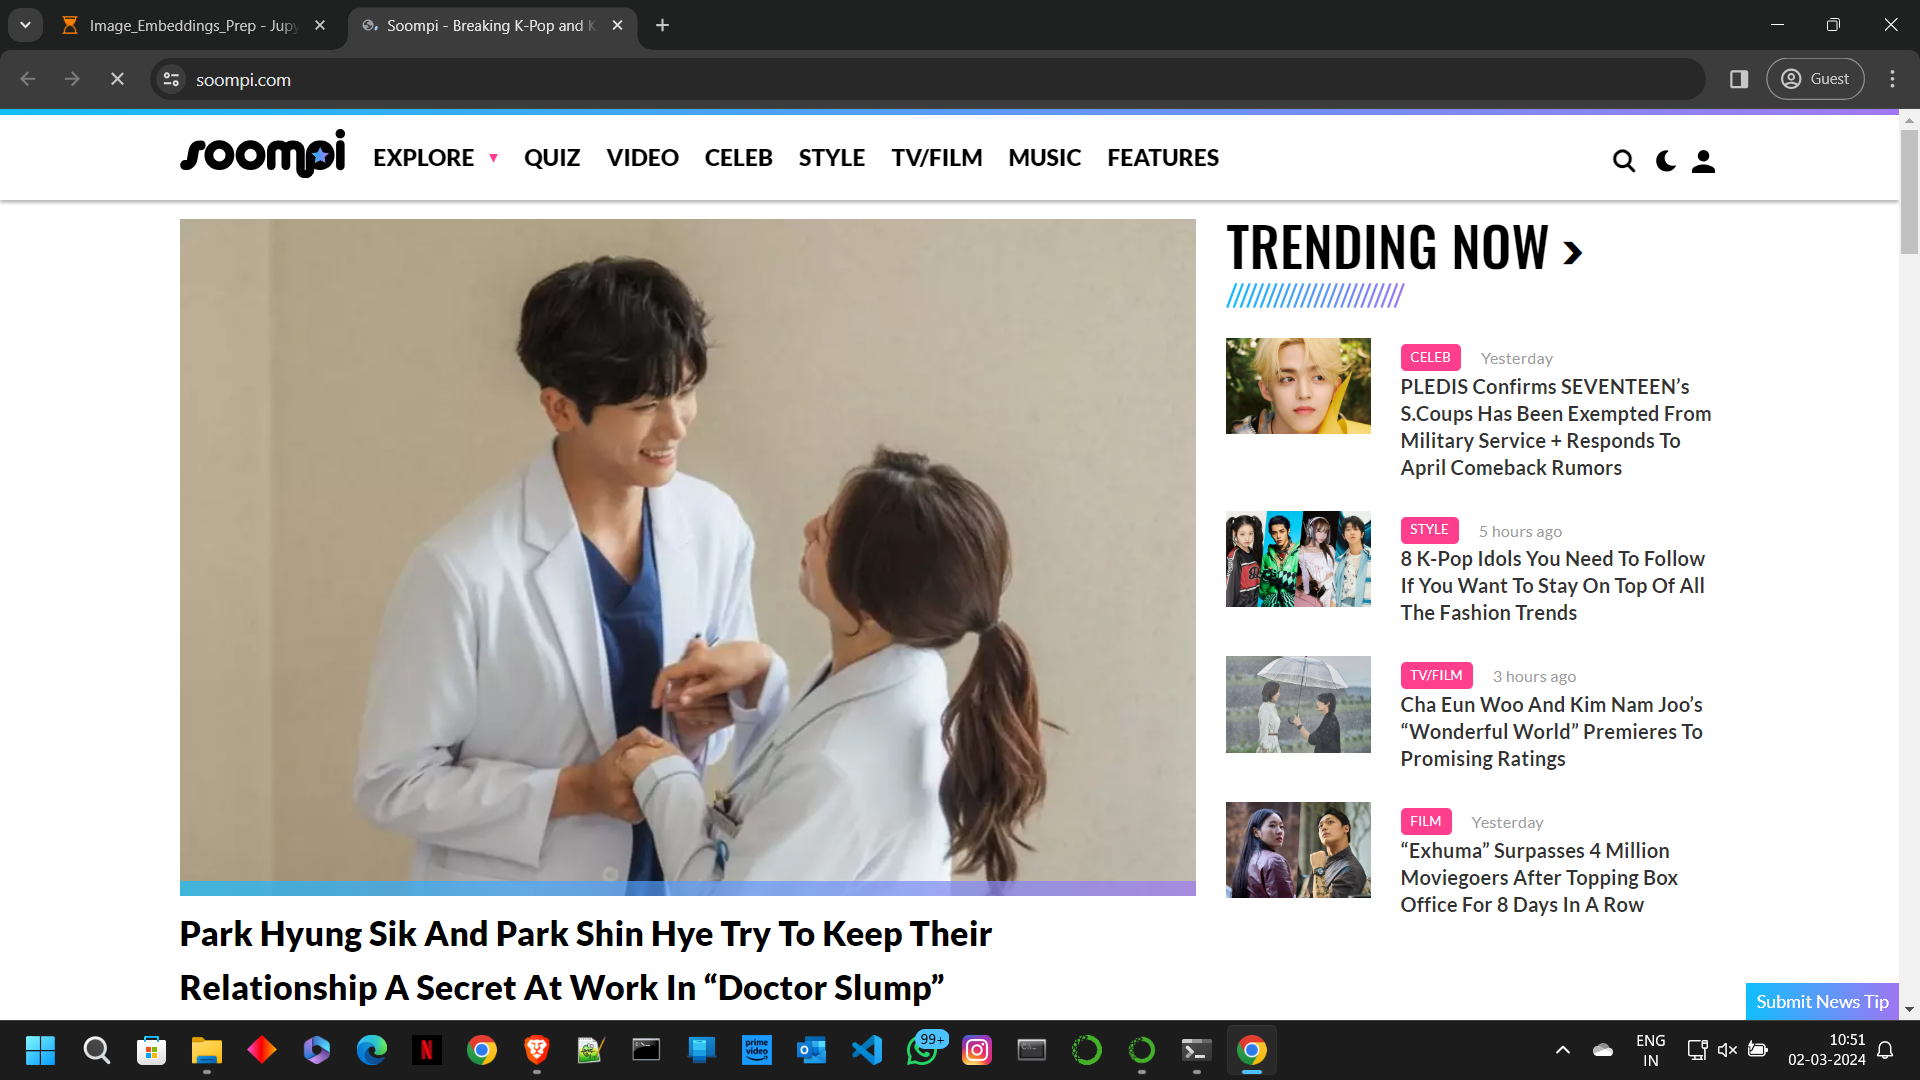 Image_Embeddings_Prep - Jupy
Soompi - Breaking K-Pop and K
soompi.com
Guest
soompi
EXPLORE ▼ QUIZ VIDEO CELEB STYLE TV/FILM MUSIC FEATURES
Park Hyung Sik And Park Shin Hye Try To Keep Their
Relationship A Secret At Work In “Doctor Slump”
TRENDING NOW ›
CELEB Yesterday
PLEDIS Confirms SEVENTEEN’s
S.Coups Has Been Exempted From
Military Service + Responds To
April Comeback Rumors
STYLE 5 hours ago
8 K-Pop Idols You Need To Follow
If You Want To Stay On Top Of All
The Fashion Trends
TV/FILM 3 hours ago
Cha Eun Woo And Kim Nam Joo’s
“Wonderful World” Premieres To
Promising Ratings
FILM Yesterday
“Exhuma” Surpasses 4 Million
Moviegoers After Topping Box
Office For 8 Days In A Row
Submit News Tip
N
prime
video
99+
ENG
IN
10:51
02-03-2024